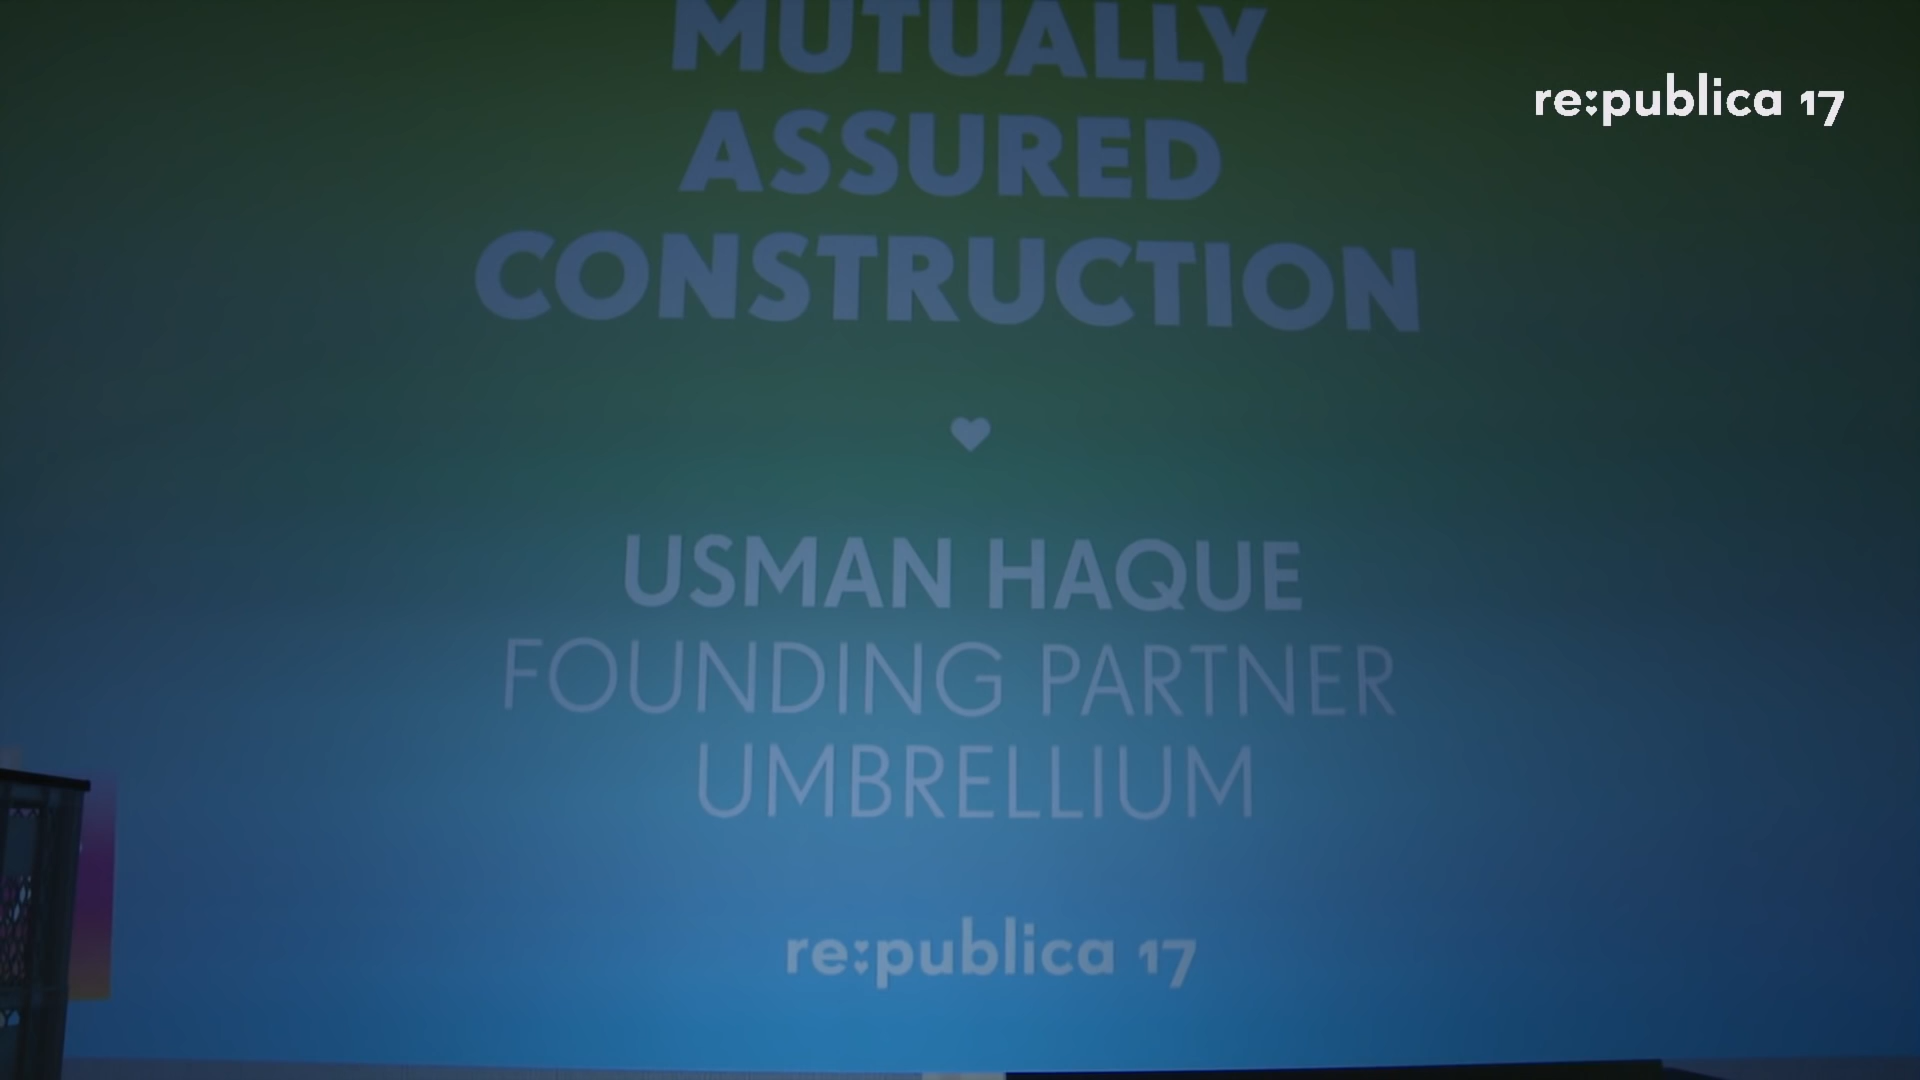 MUTUALLY
re:publica 17
ASSURED
CONSTRUCTION
USMAN HAQUE
FOUNDING PARTNER
UMBRELLIUM
re:publica 17